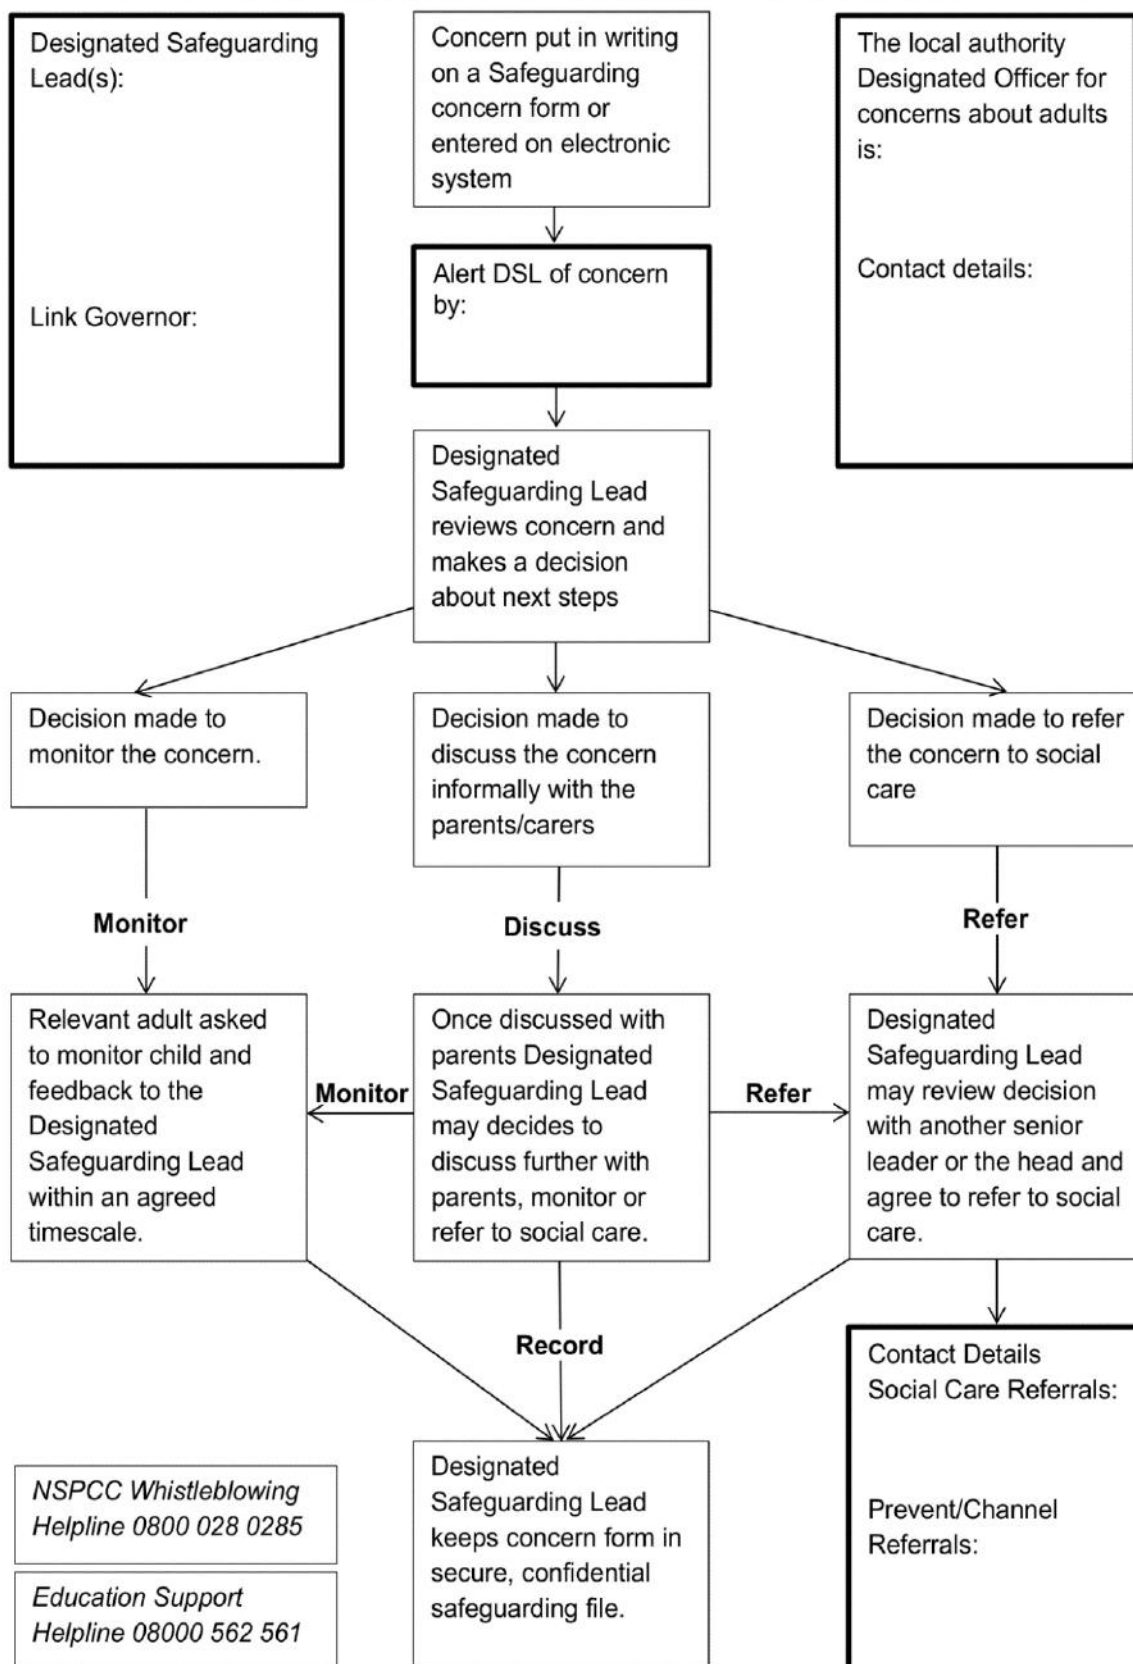 Designated Safeguarding
Lead(s):
Link Governor:
Concern put in writing
on a Safeguarding
concern form or
entered on electronic
system
The local authority
Designated Officer for
concerns about adults
is:
Contact details:
Alert DSL of concern
by:
Designated
Safeguarding Lead
reviews concern and
makes a decision
about next steps
Decision made to
monitor the concern.
Decision made to
discuss the concern
informally with the
parents/carers
Decision made to refer
the concern to social
care
Monitor
Discuss
Refer
Relevant adult asked
to monitor child and
feedback to the
Designated
Safeguarding Lead
within an agreed
timescale.
Monitor
Once discussed with
parents Designated
Safeguarding Lead
may decides to
discuss further with
parents, monitor or
refer to social care.
Refer
Designated
Safeguarding Lead
may review decision
with another senior
leader or the head and
agree to refer to social
care.
Record
Contact Details
Social Care Referrals:
Prevent/Channel
Referrals:
Designated
Safeguarding Lead
keeps concern form in
secure, confidential
safeguarding file.
NSPCC Whistleblowing
Helpline 0800 028 0285
Education Support
Helpline 08000 562 561